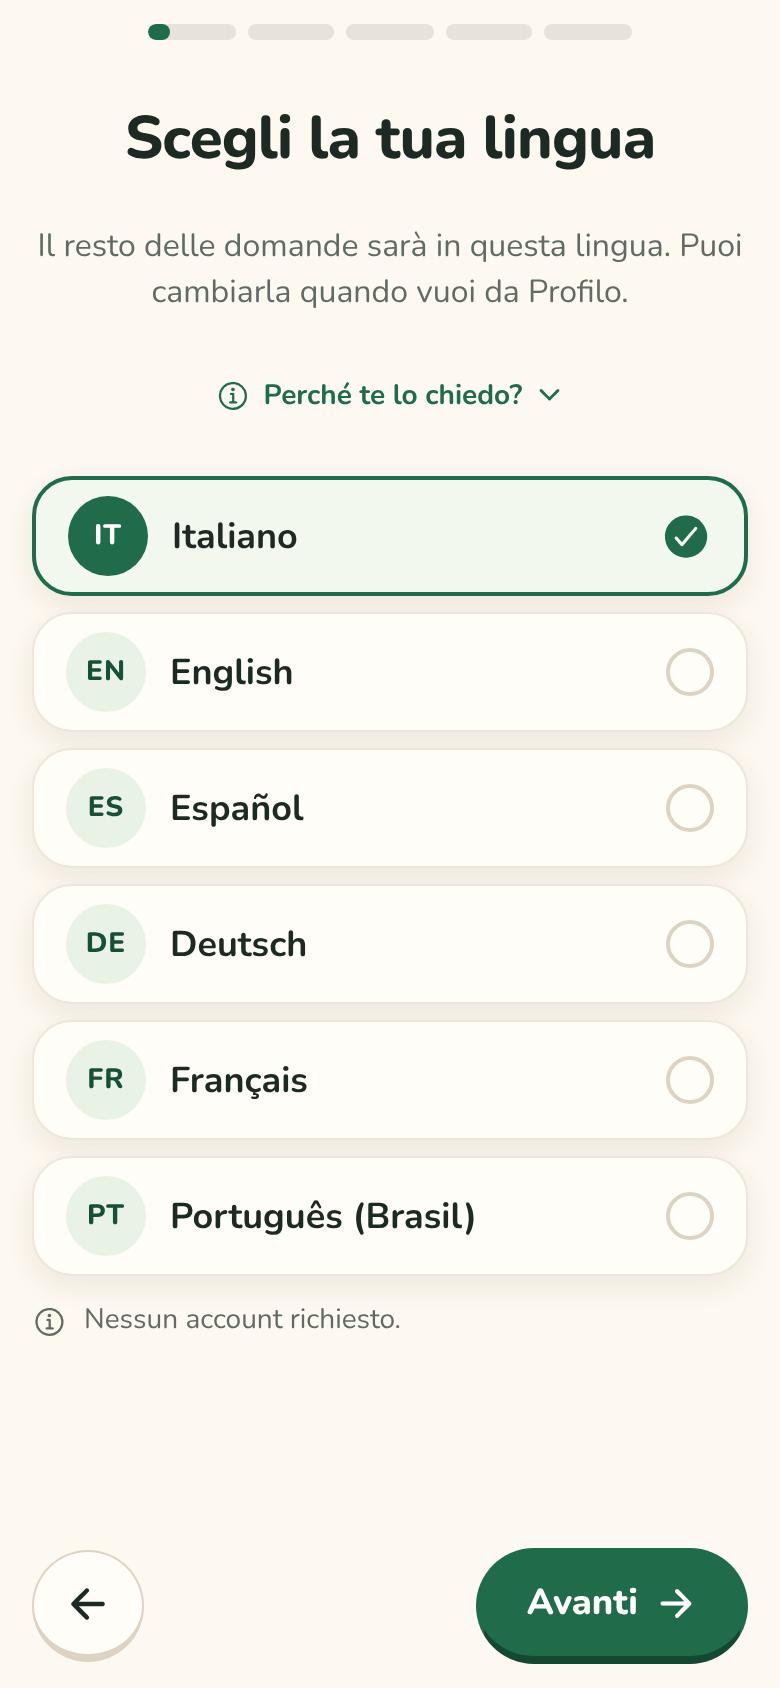 Scegli la tua lingua
Il resto delle domande sarà in questa lingua. Puoi
cambiarla quando vuoi da Profilo.
Perché te lo chiedo?
IT Italiano
EN English
ES Español
DE Deutsch
FR Français
PT Português (Brasil)
Nessun account richiesto.
Avanti